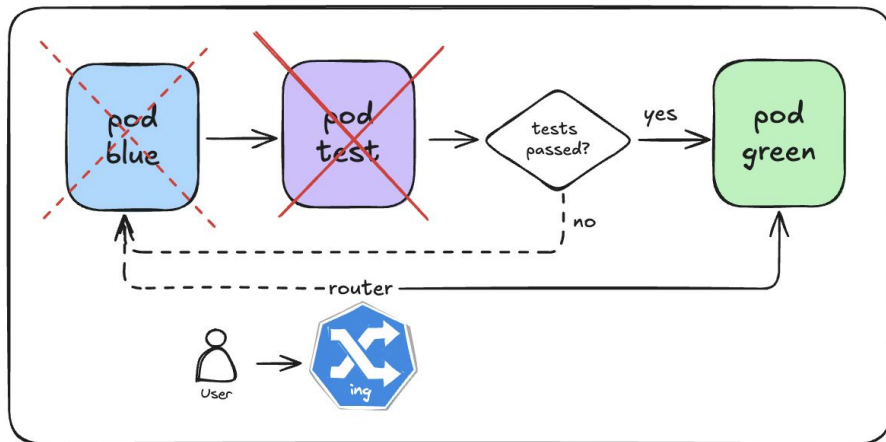 pod
blue
pod
test
tests
passed?
yes
pod
green
no
router
User
ing